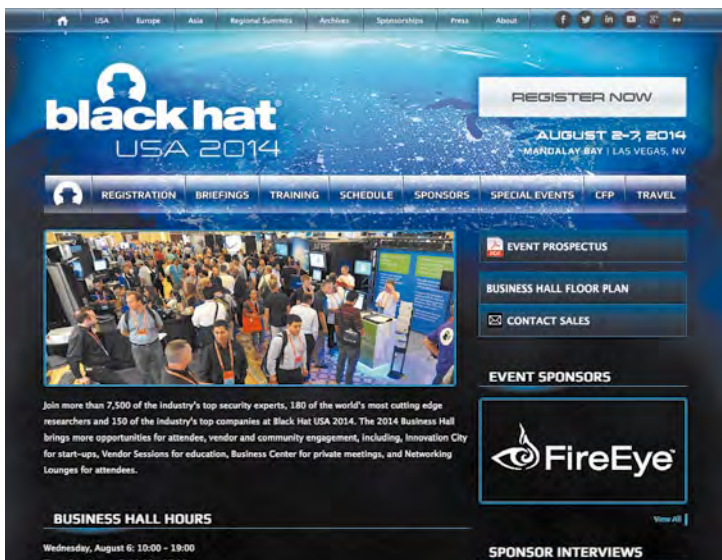 USA Europe Asia Regional Summits Archives Sponsorships Press About
black hat
USA 2014
REGISTER NOW
AUGUST 2-7, 2014
MANDALAY BAY | LAS VEGAS, NV
REGISTRATION BRIEFINGS TRAINING SCHEDULE SPONSORS SPECIAL EVENTS CFP TRAVEL
EVENT PROSPECTUS
BUSINESS HALL FLOOR PLAN
CONTACT SALES
Join more than 7,500 of the industry's top security experts, 180 of the world's most cutting edge
researchers and 150 of the industry's top companies at Black Hat USA 2014. The 2014 Business Hall
brings more opportunities for attendee, vendor and community engagement, including, Innovation City
for start-ups, Vendor Sessions for education, Business Center for private meetings, and Networking
Lounges for attendees.
EVENT SPONSORS
FireEye™
View All
BUSINESS HALL HOURS
Wednesday, August 6: 10:00 - 19:00
SPONSOR INTERVIEWS